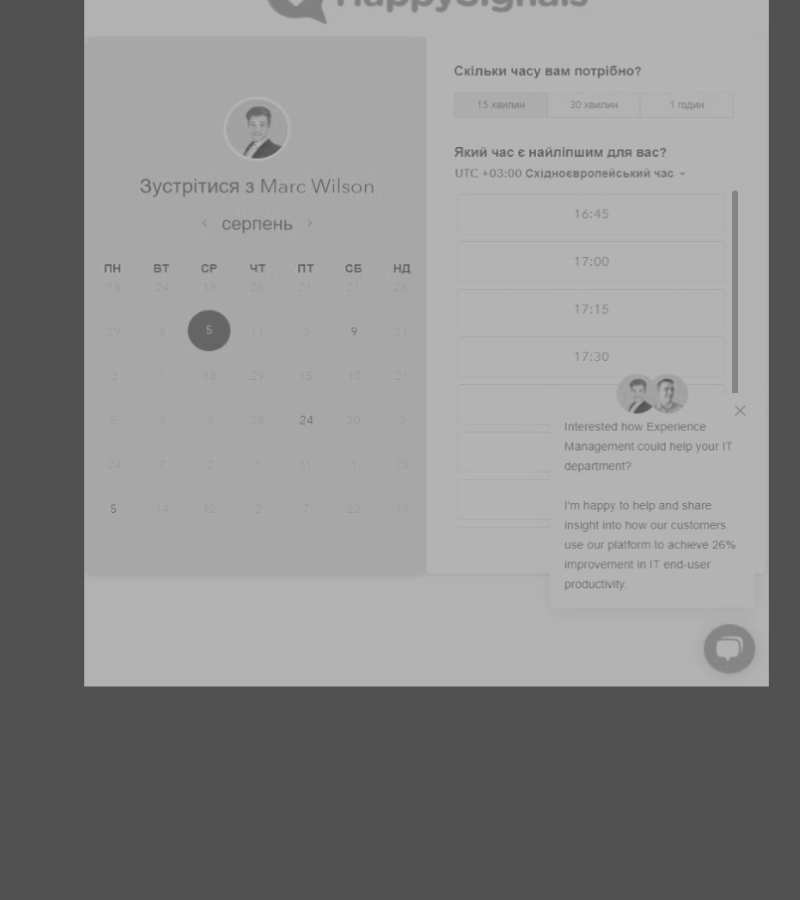 HappySignals
Зустрітися з Marc Wilson
серпень
ПН ВТ СР ЧТ ПТ СБ НД
18 24 19 28 21 21 26
29 8 5 11 3 9 21
3 1 16 29 15 10 21
8 9 9 28 24 30 3
24 7 2 1 11 1 23
5 14 12 2 7 22 10
Скільки часу вам потрібно?
15 хвилин 30 хвилин 1 годин
Який час є найліпшим для вас?
UTC +03:00 Східноєвропейський час
16:45
17:00
17:15
17:30
Interested how Experience
Management could help your IT
department?
I'm happy to help and share
insight into how our customers
use our platform to achieve 26%
improvement in IT end-user
productivity.